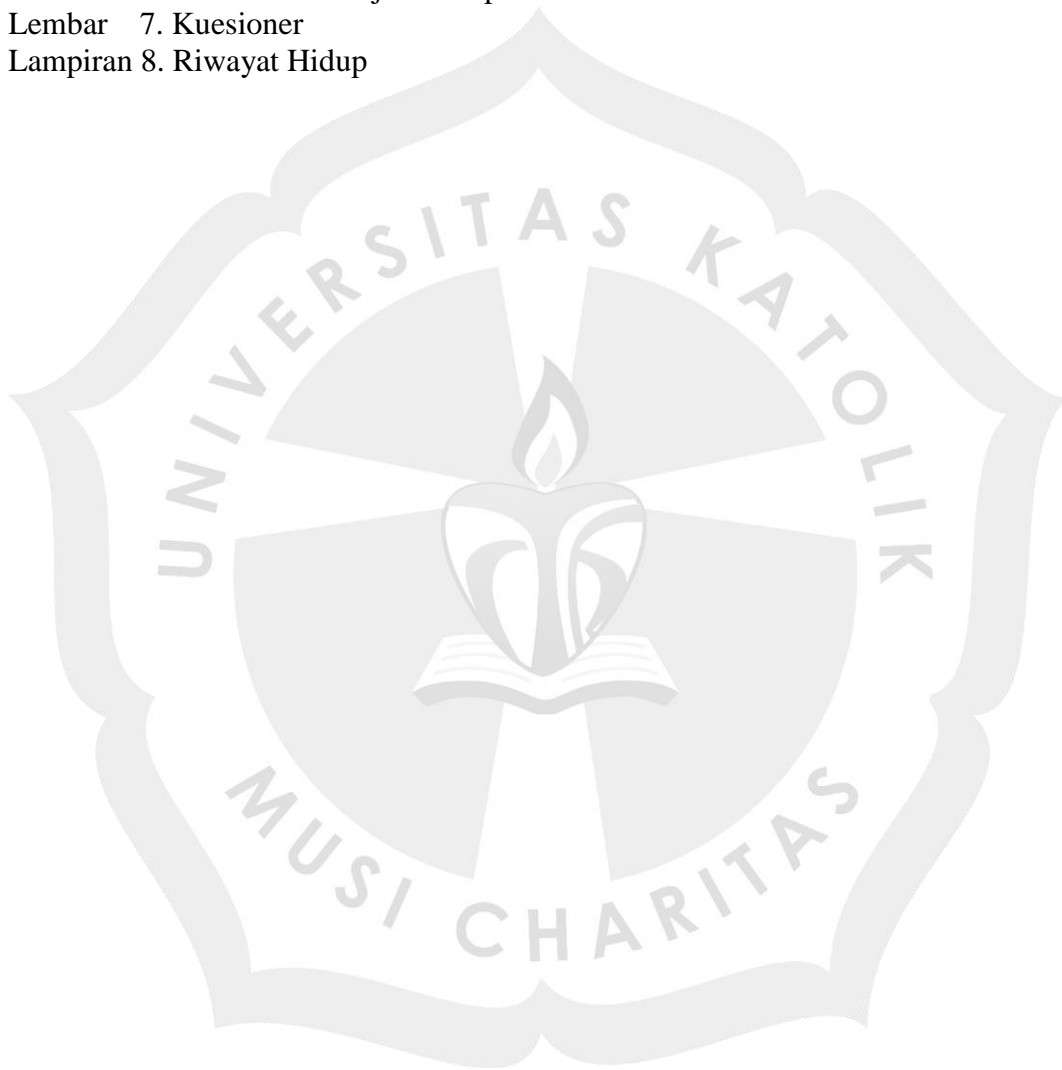 Lembar 7. Kuesioner
Lampiran 8. Riwayat Hidup
UNIVERSITAS KATOLIK
MUSI CHARITAS